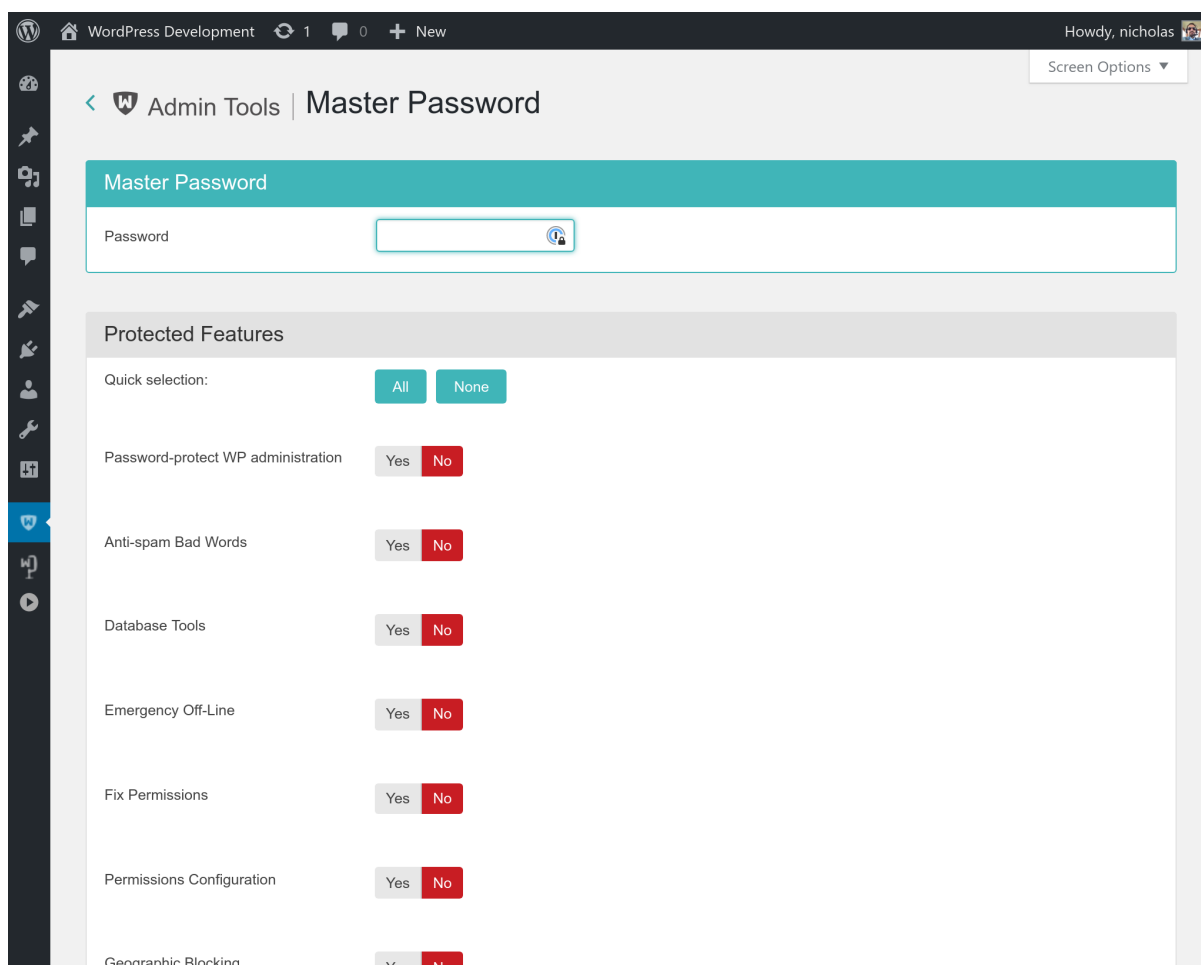 WordPress Development 1 0 New Howdy, nicholas
Screen Options ▼
Admin Tools | Master Password
Master Password
Password
Protected Features
Quick selection: All None
Password-protect WP administration Yes No
Anti-spam Bad Words Yes No
Database Tools Yes No
Emergency Off-Line Yes No
Fix Permissions Yes No
Permissions Configuration Yes No
Geographic Blocking Yes No